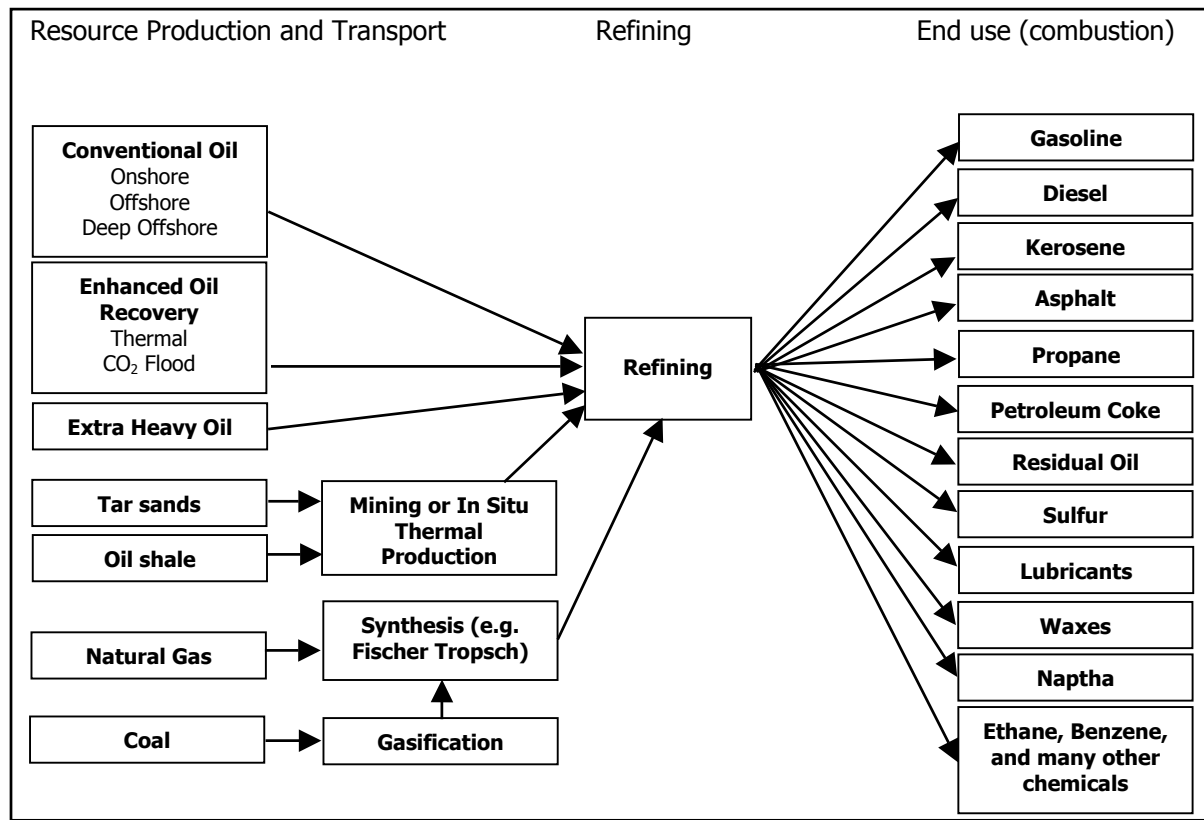 Resource Production and Transport
Refining
End use (combustion)
Conventional Oil
Onshore
Offshore
Deep Offshore
Enhanced Oil
Recovery
Thermal
CO₂ Flood
Extra Heavy Oil
Tar sands
Oil shale
Mining or In Situ
Thermal
Production
Natural Gas
Synthesis (e.g.
Fischer Tropsch)
Coal
Gasification
Refining
Gasoline
Diesel
Kerosene
Asphalt
Propane
Petroleum Coke
Residual Oil
Sulfur
Lubricants
Waxes
Naptha
Ethane, Benzene,
and many other
chemicals